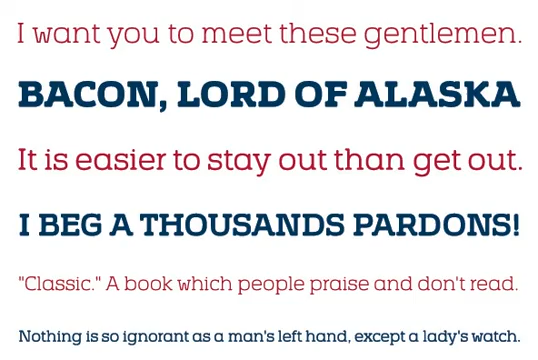 I want you to meet these gentlemen.
BACON, LORD OF ALASKA
It is easier to stay out than get out.
I BEG A THOUSANDS PARDONS!
"Classic." A book which people praise and don't read.
Nothing is so ignorant as a man's left hand, except a lady's watch.